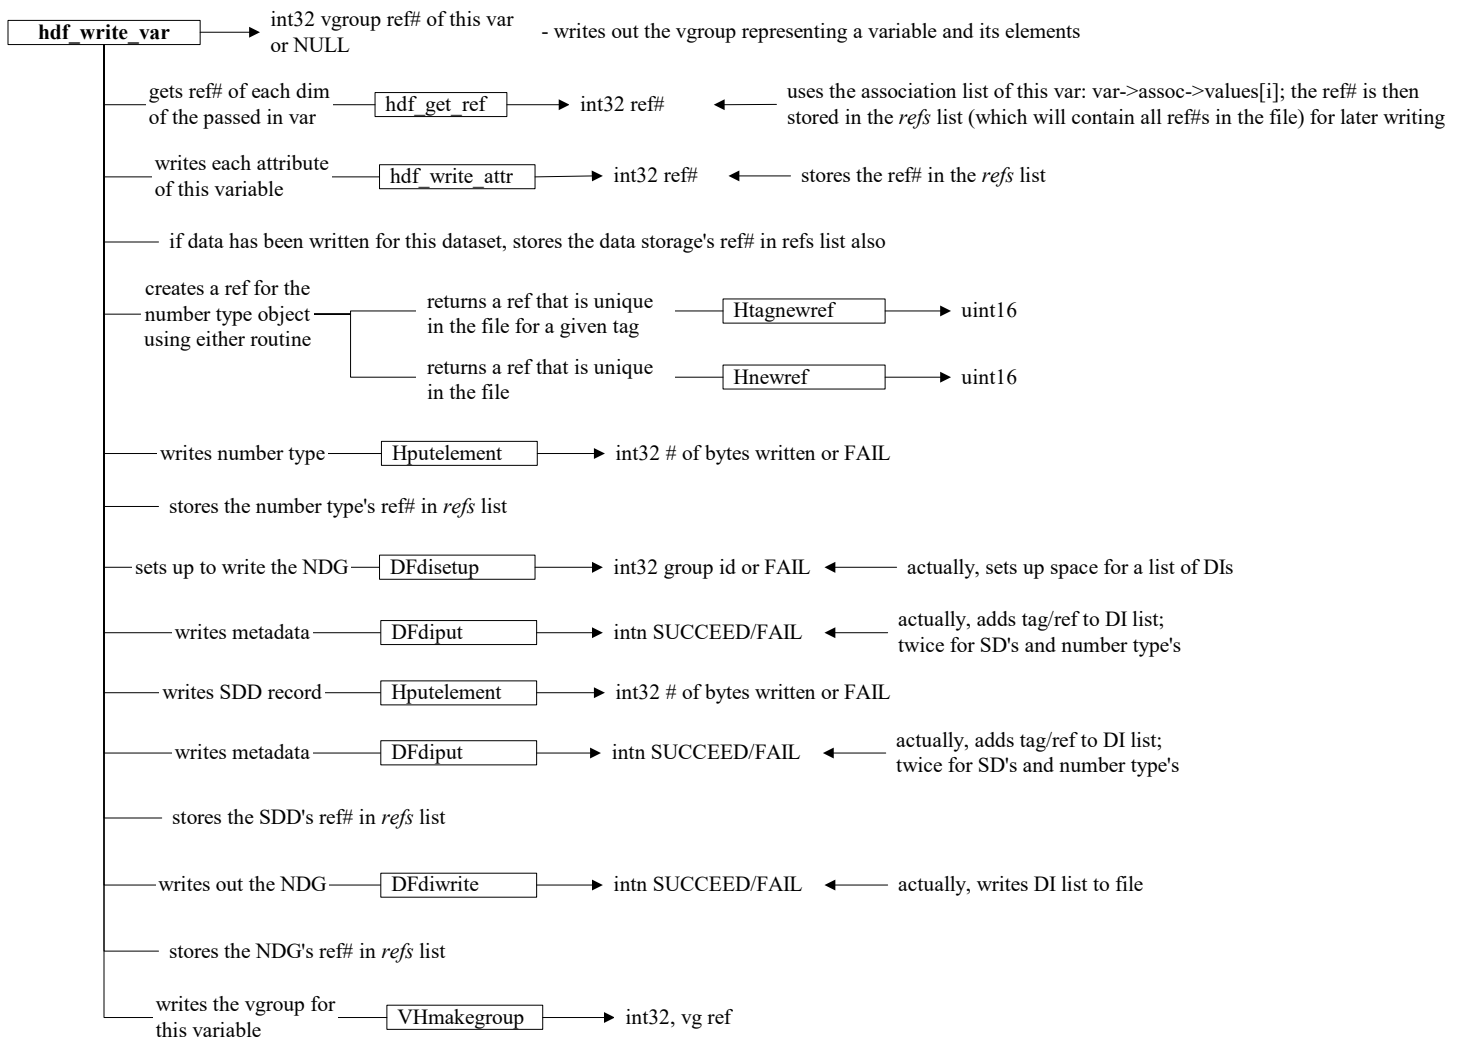 hdf_write_var
int32 vgroup ref# of this var
or NULL
- writes out the vgroup representing a variable and its elements
gets ref# of each dim
of the passed in var
hdf_get_ref
int32 ref#
uses the association list of this var: var->assoc->values[i]; the ref# is then
stored in the refs list (which will contain all ref#s in the file) for later writing
writes each attribute
of this variable
hdf_write_attr
int32 ref#
stores the ref# in the refs list
if data has been written for this dataset, stores the data storage's ref# in refs list also
creates a ref for the
number type object
using either routine
returns a ref that is unique
in the file for a given tag
Htagnewref
uint16
returns a ref that is unique
in the file
Hnewref
uint16
writes number type
Hputelement
int32 # of bytes written or FAIL
stores the number type's ref# in refs list
sets up to write the NDG
DFdisetup
int32 group id or FAIL
actually, sets up space for a list of DIs
writes metadata
DFdiput
intn SUCCEED/FAIL
actually, adds tag/ref to DI list;
twice for SD's and number type's
writes SDD record
Hputelement
int32 # of bytes written or FAIL
writes metadata
DFdiput
intn SUCCEED/FAIL
actually, adds tag/ref to DI list;
twice for SD's and number type's
stores the SDD's ref# in refs list
writes out the NDG
DFdiwrite
intn SUCCEED/FAIL
actually, writes DI list to file
stores the NDG's ref# in refs list
writes the vgroup for
this variable
VHmakegroup
int32, vg ref